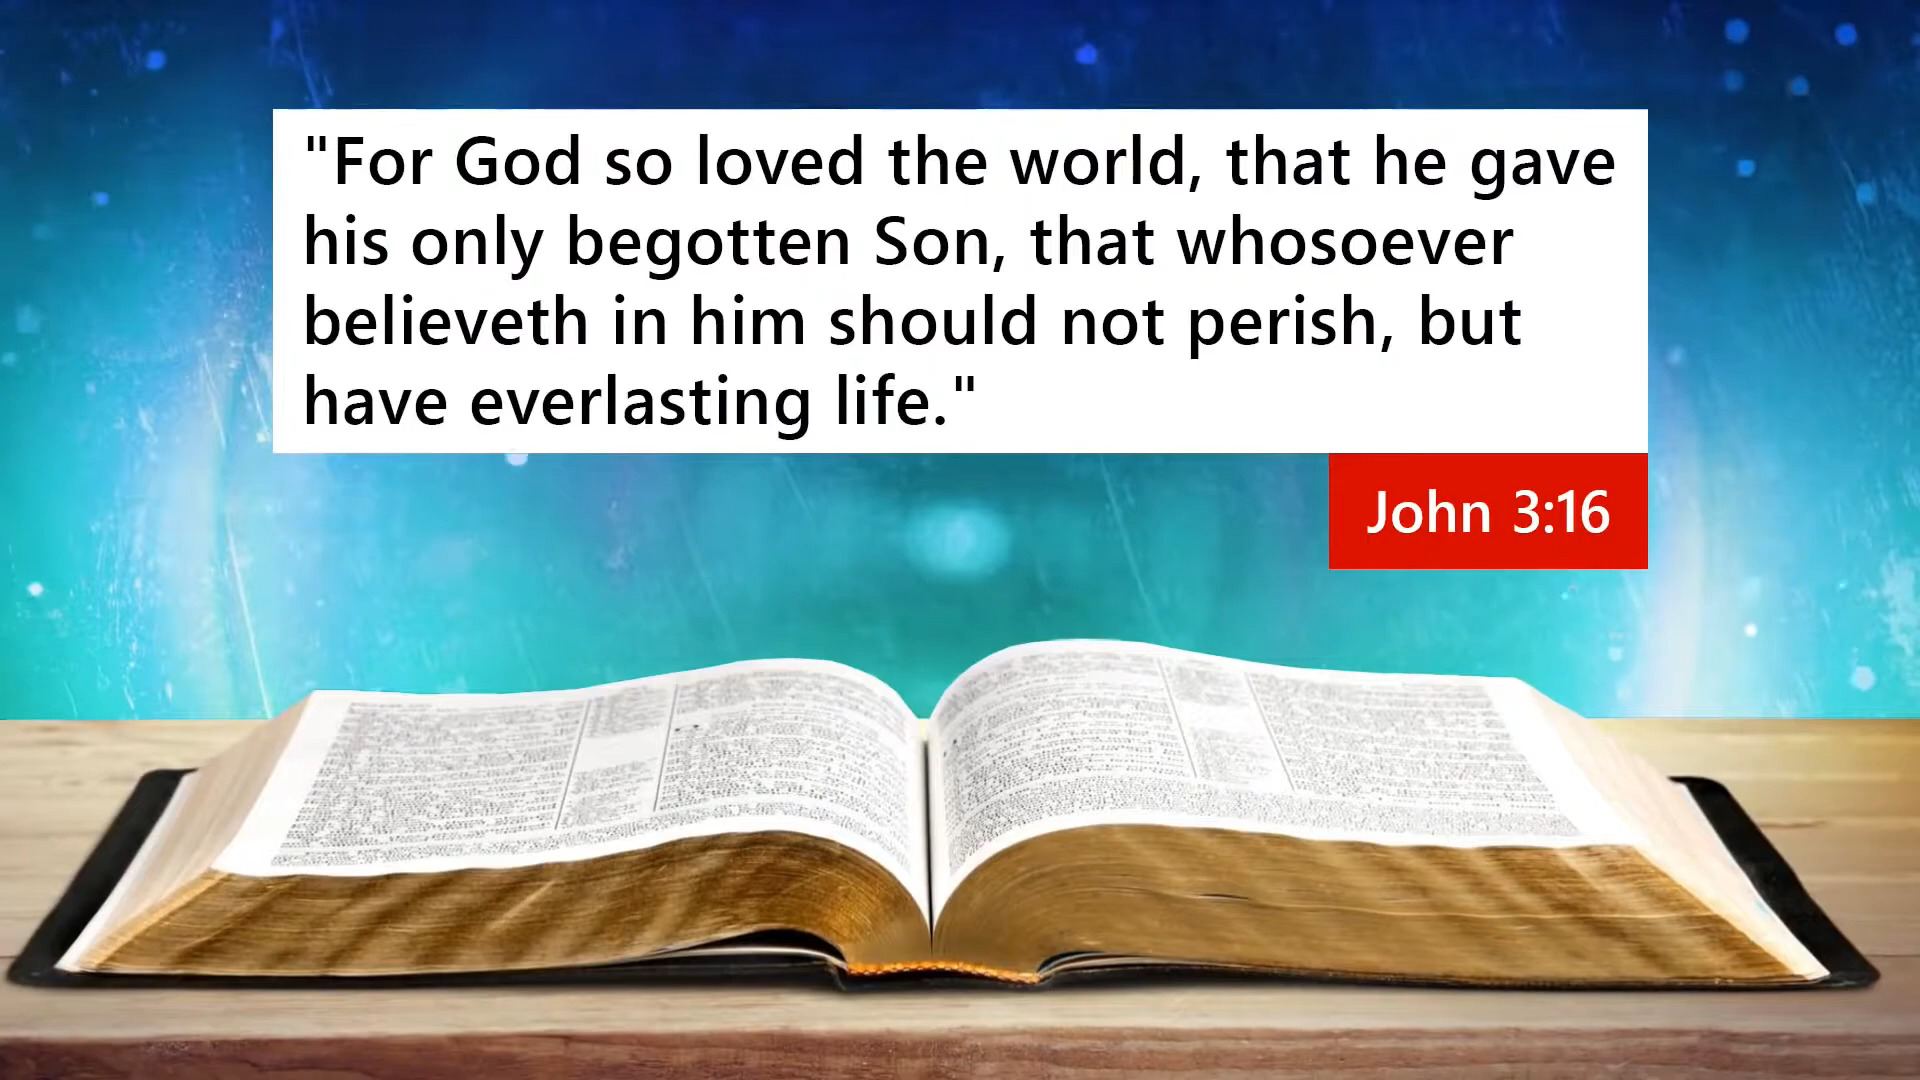 "For God so loved the world, that he gave
his only begotten Son, that whosoever
believeth in him should not perish, but
have everlasting life."
John 3:16